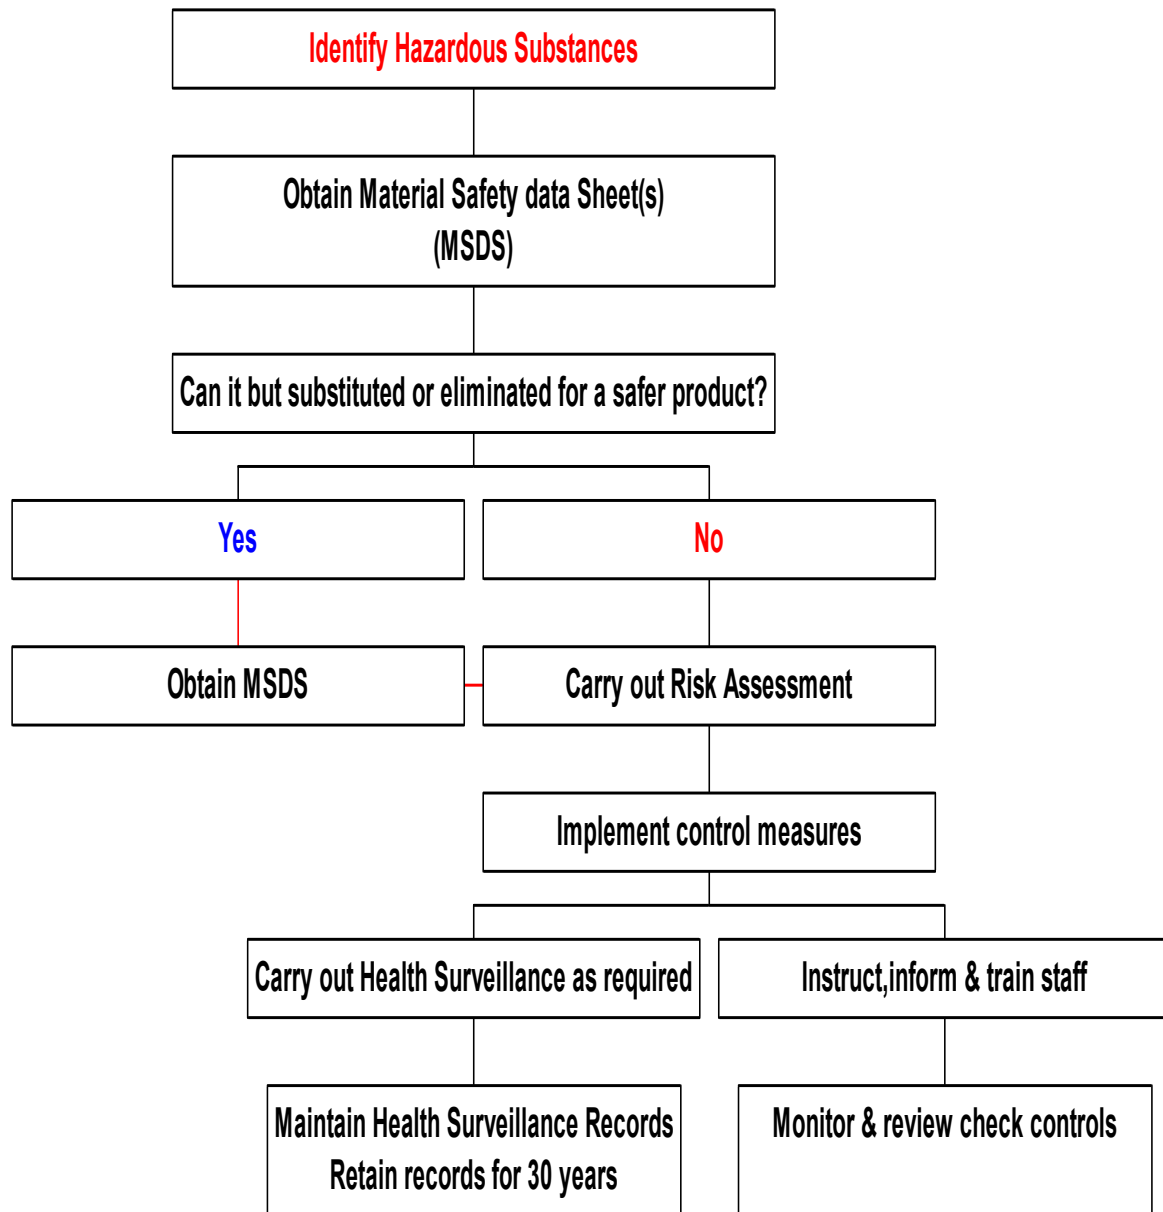 Identify Hazardous Substances
Obtain Material Safety data Sheet(s)
(MSDS)
Can it but substituted or eliminated for a safer product?
Yes
No
Obtain MSDS
Carry out Risk Assessment
Implement control measures
Carry out Health Surveillance as required
Instruct,inform & train staff
Maintain Health Surveillance Records
Retain records for 30 years
Monitor & review check controls